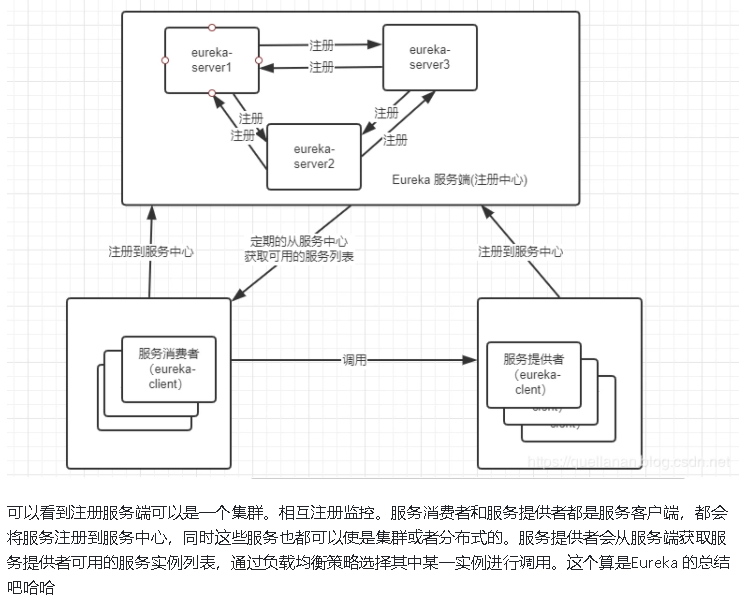 eureka-
server1
注册
注册
eureka-
server3
注册
注册
注册
注册
eureka-
server2
Eureka 服务端(注册中心)
注册到服务中心
定期的从服务中心
获取可用的服务列表
注册到服务中心
服务消费者
（eureka-
client）
调用
服务提供者
（eureka-
clent）
clent）
clent）
可以看到注册服务端可以是一个集群。相互注册监控。服务消费者和服务提供者都是服务客户端，都会
将服务注册到服务中心，同时这些服务也都可以使是集群或者分布式的。服务提供者会从服务端获取服
务提供者可用的服务实例列表，通过负载均衡策略选择其中某一实例进行调用。这个算是Eureka 的总结
吧哈哈